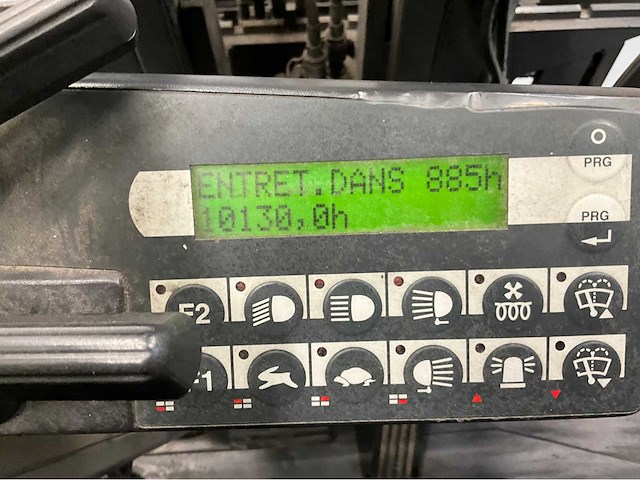 ENTRET.DANS 885h
10130,0h
PRG
PRG
F2
F1